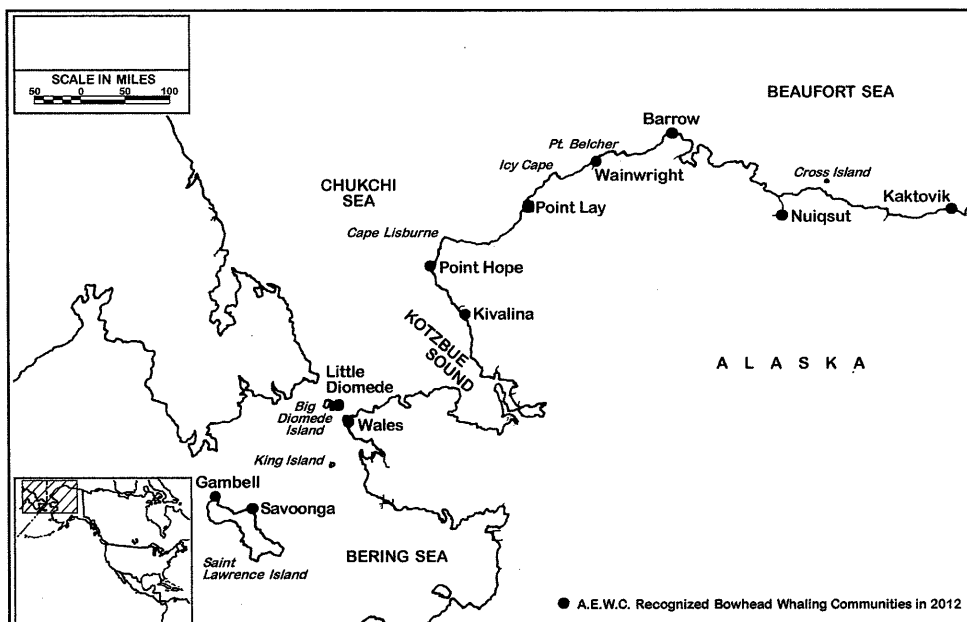 SCALE IN MILES
50 0 50 100
BEAUFORT SEA
Barrow
Pt. Belcher
Icy Cape
Wainwright
Cross Island
CHUKCHI
SEA
Kaktovik
Point Lay
Nuiqsut
Cape Lisburne
Point Hope
Kivalina
KOTZBUE
SOUND
A L A S K A
Little
Diomede
Big
Diomede
Island
Wales
King Island
Gambell
Savoonga
Saint
Lawrence Island
BERING SEA
A.E.W.C. Recognized Bowhead Whaling Communities in 2012